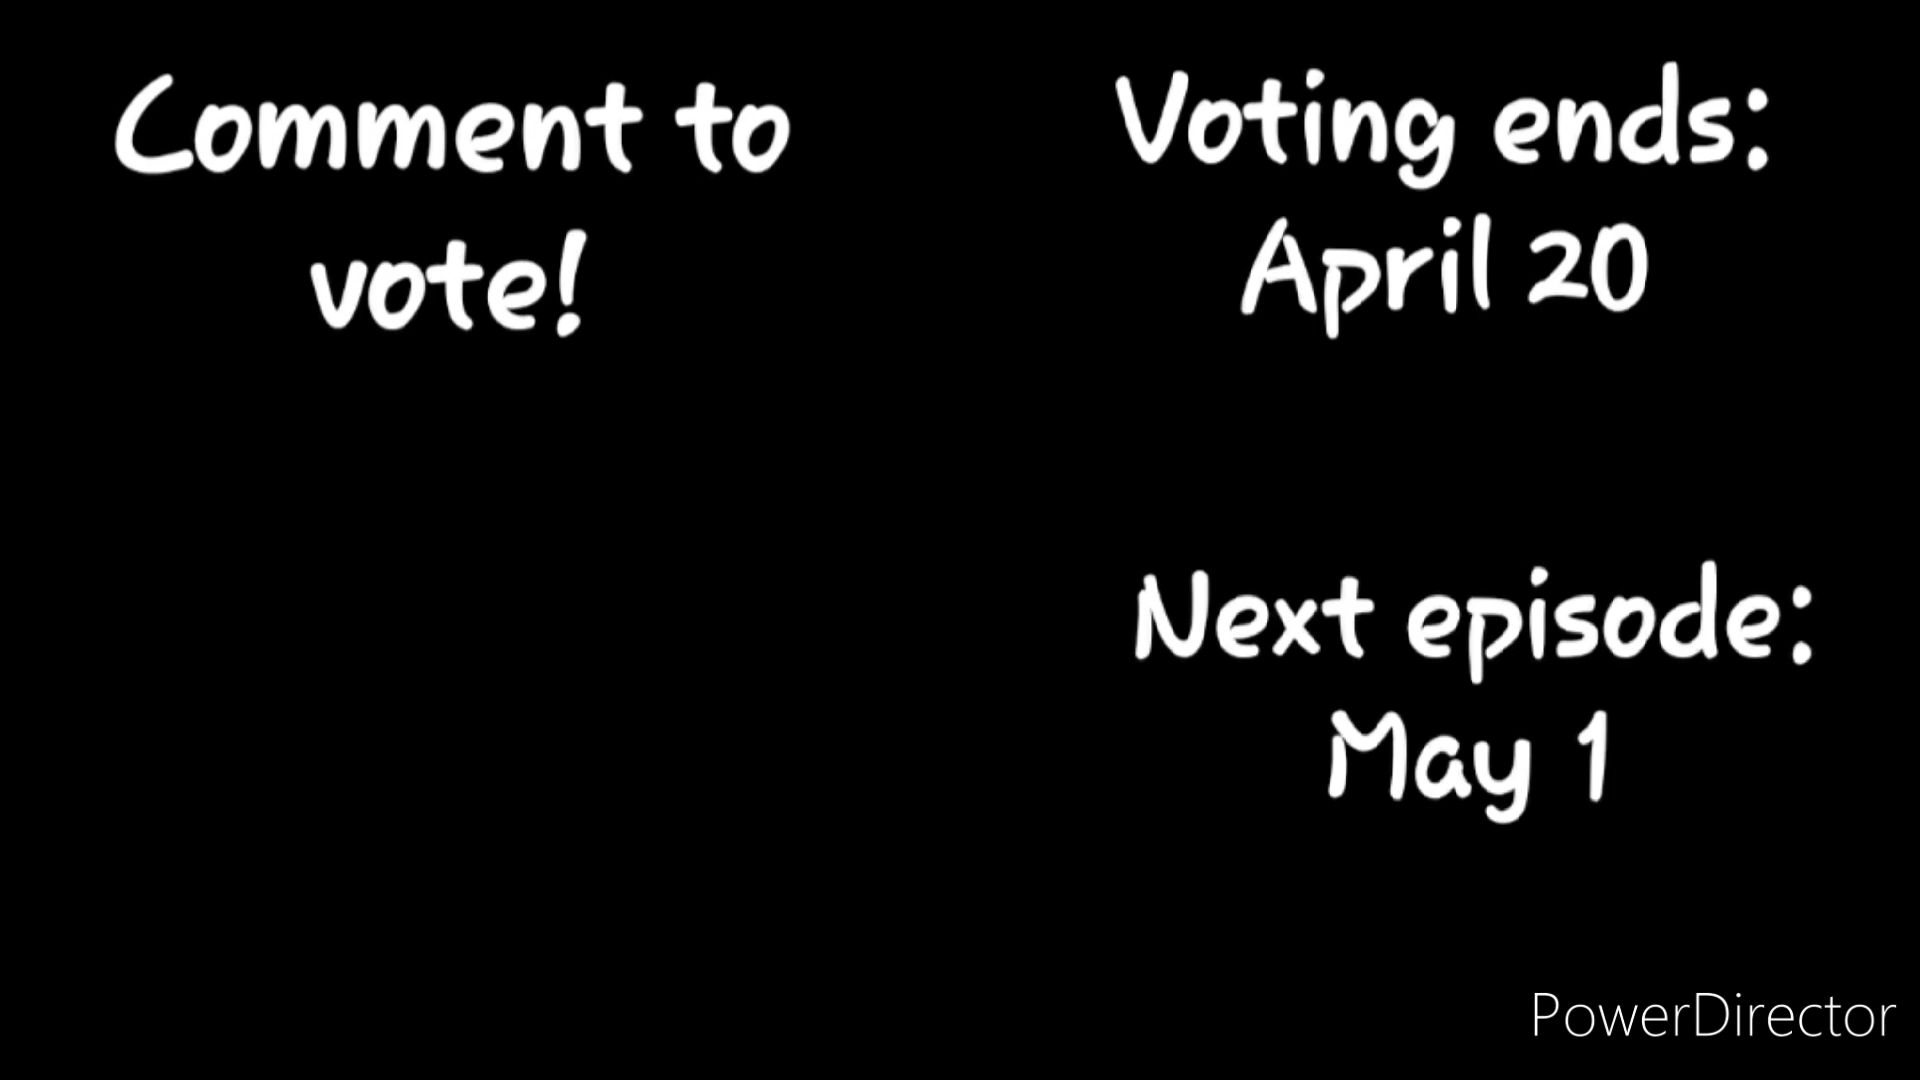 Comment to
vote!
Voting ends:
April 20
Next episode:
May 1
PowerDirector